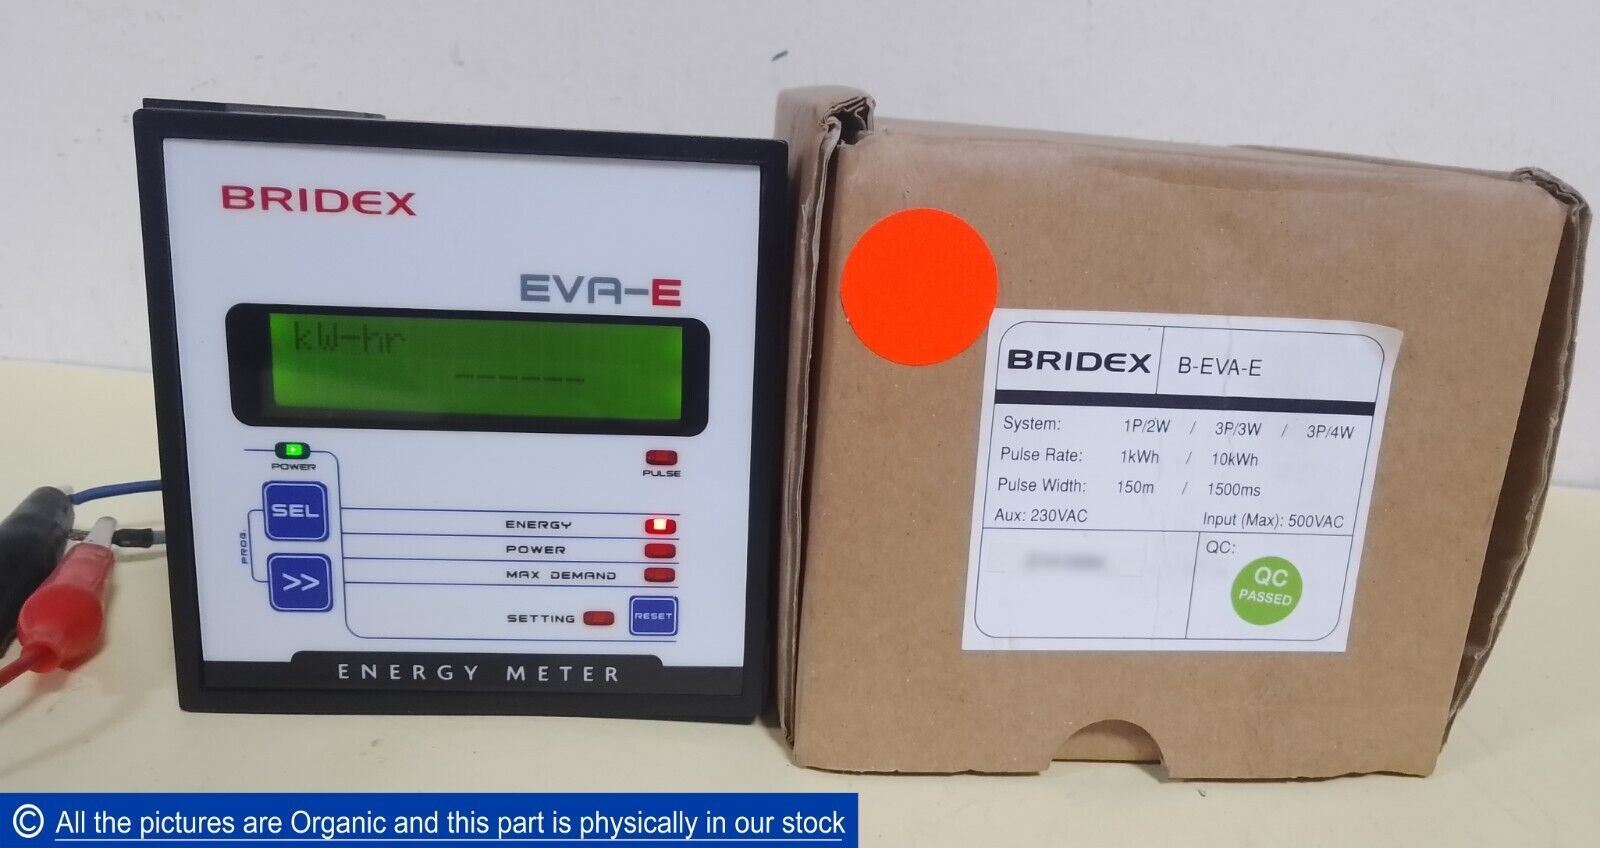 BRIDEX
EVA-E
kW-hr
------
POWER
PULSE
SEL
PROG.
>>
ENERGY
POWER
MAX DEMAND
SETTING
RESET
ENERGY METER
BRIDEX B-EVA-E
System: 1P/2W / 3P/3W / 3P/4W
Pulse Rate: 1kWh / 10kWh
Pulse Width: 150m / 1500ms
Aux: 230VAC Input (Max): 500VAC
QC:
QC
PASSED
© All the pictures are Organic and this part is physically in our stock